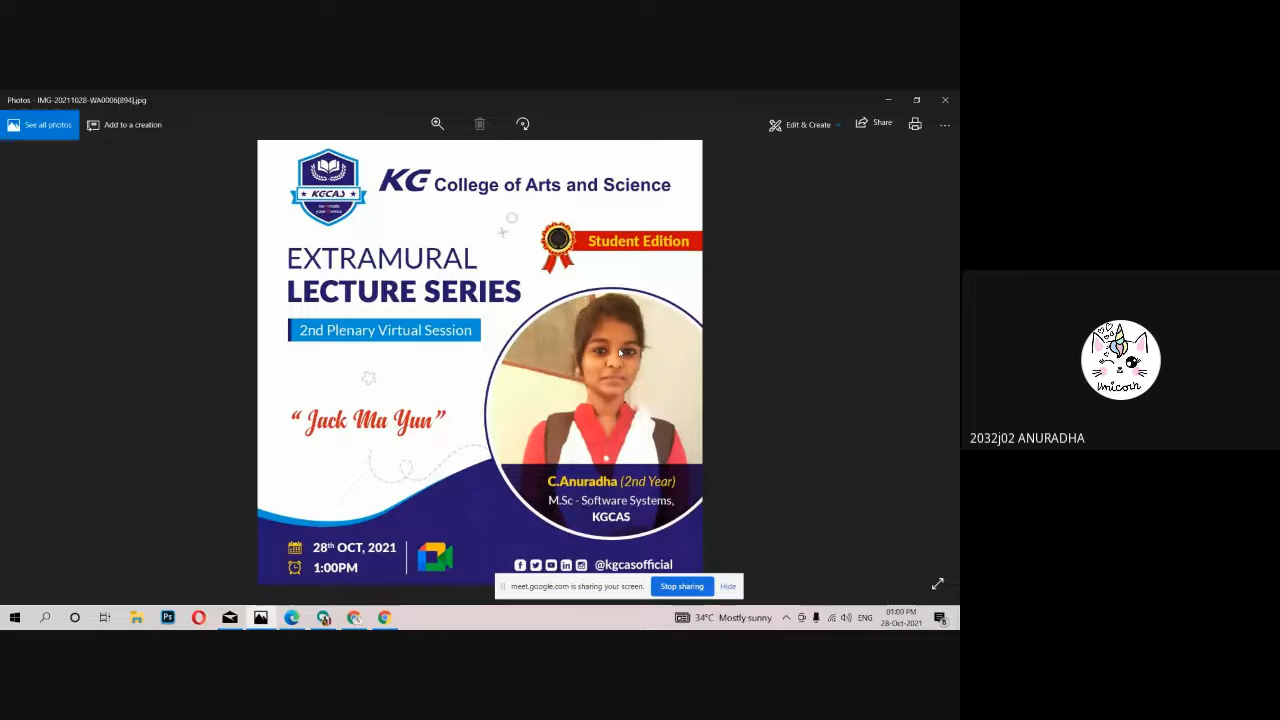 Photos - IMG-20211028-WA0006[894].jpg
See all photos
Add to a creation
Edit & Create
Share
KGCAS
KG College of Arts and Science
Student Edition
EXTRAMURAL
LECTURE SERIES
2nd Plenary Virtual Session
“ Jack Ma Yun”
C.Anuradha (2nd Year)
M.Sc - Software Systems,
KGCAS
28th OCT, 2021
1:00PM
@kgcasofficial
meet.google.com is sharing your screen.
Stop sharing
Hide
Ps
34°C Mostly sunny
ENG
01:00 PM
28-Oct-2021
unicorn
2032j02 ANURADHA